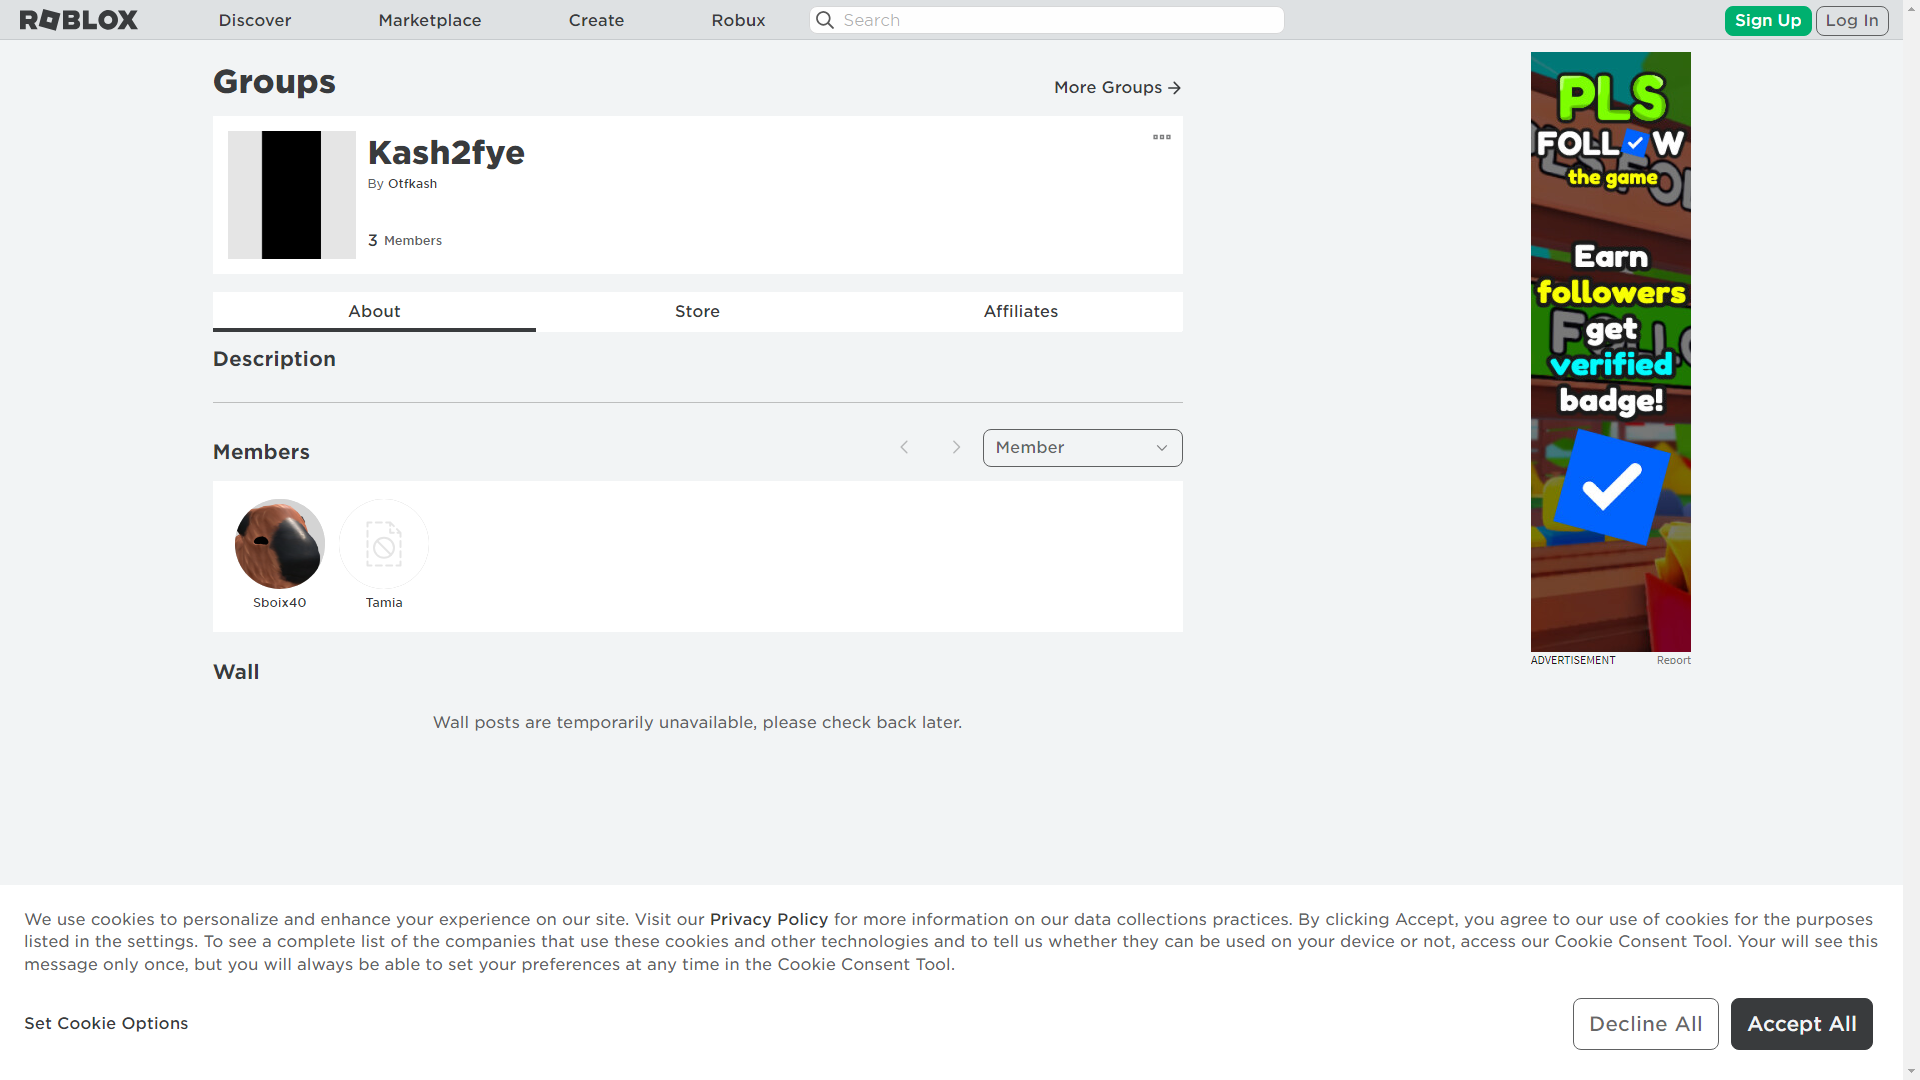 ROBLOX
Discover
Marketplace
Create
Robux
Search
Sign Up
Log In
Groups
More Groups
Kash2fye
By Otfkash
3 Members
About
Store
Affiliates
Description
Members
Member
Sboix40
Tamia
Wall
Wall posts are temporarily unavailable, please check back later.
PLS
FOLLOW
the game
Earn
followers
get
verified
badge!
ADVERTISEMENT
Report
We use cookies to personalize and enhance your experience on our site. Visit our Privacy Policy for more information on our data collections practices. By clicking Accept, you agree to our use of cookies for the purposes
listed in the settings. To see a complete list of the companies that use these cookies and other technologies and to tell us whether they can be used on your device or not, access our Cookie Consent Tool. Your will see this
message only once, but you will always be able to set your preferences at any time in the Cookie Consent Tool.
Set Cookie Options
Decline All
Accept All